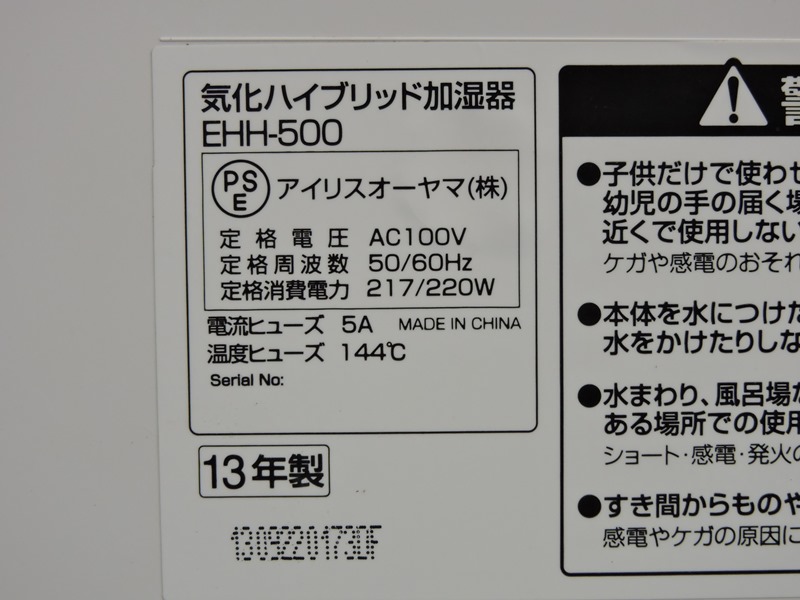 気化ハイブリッド加湿器
EHH-500
PSE アイリスオーヤマ(株)
定格電圧 AC100V
定格周波数 50/60Hz
定格消費電力 217/220W
電流ヒューズ 5A MADE IN CHINA
温度ヒューズ 144℃
Serial No:
13年製
13092201730F
●子供だけで使わせ
幼児の手の届く場
近くで使用しない
ケガや感電のおそれ
●本体を水につけた
水をかけたりしな
●水まわり、風呂場
ある場所での使用
ショート・感電・発火の
●すき間からものや
感電やケガの原因に